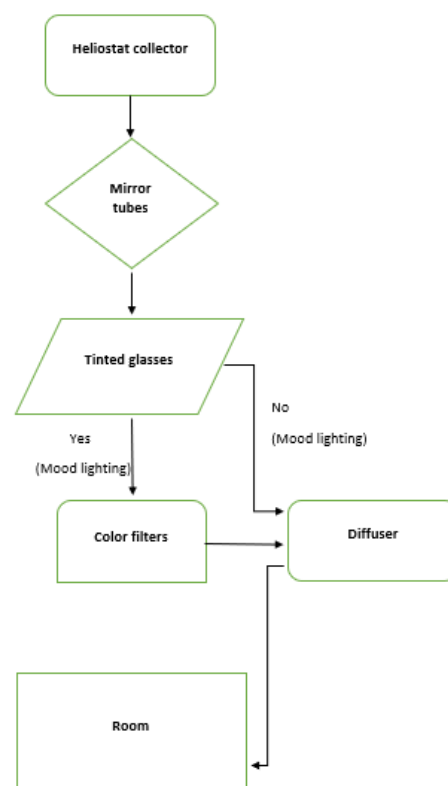 Heliostat collector
Mirror
tubes
Tinted glasses
No
(Mood lighting)
Yes
(Mood lighting)
Color filters
Diffuser
Room